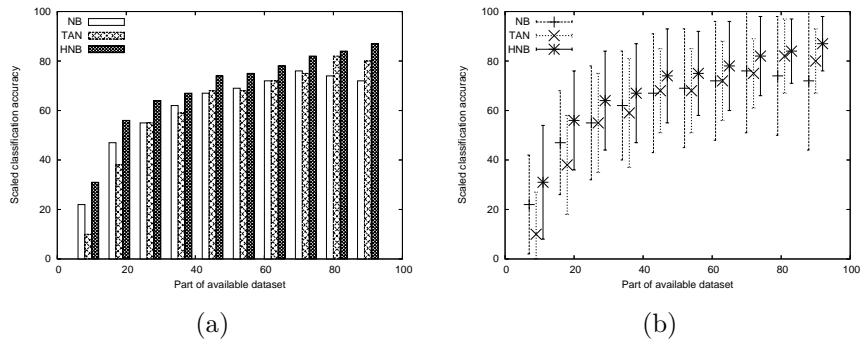 100
80
60
40
20
0
0 20 40 60 80 100
Scaled classification accuracy
Part of available dataset
NB
TAN
HNB
(a)
100
80
60
40
20
0
0 20 40 60 80 100
Scaled classification accuracy
Part of available dataset
NB
TAN
HNB
(b)